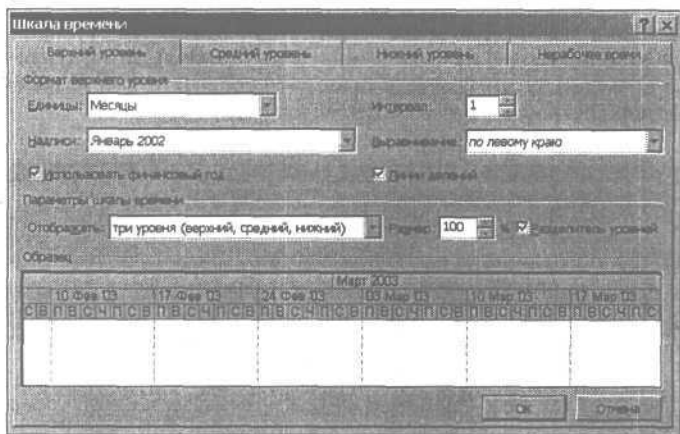 Шкала времени
Верхний уровень Средний уровень Нижний уровень Нерабочее время
Формат верхнего уровня
Единицы: Месяцы Интервал: 1
Надписи: Январь 2002 Выравнивание: по левому краю
Использовать финансовый год Линии делений
Параметры шкалы времени
Отображать: три уровня (верхний, средний, нижний) Размер: 100 % Разделитель уровней
Образец
Март 2003
10 Фев '03 17 Фев '03 24 Фев '03 03 Мар '03 10 Мар '03 17 Мар '03
С В П В С Ч П С В П В С Ч П С В П В С Ч П С В П В С Ч П С В П В С Ч П С В П В С Ч П С
ОК Отмена